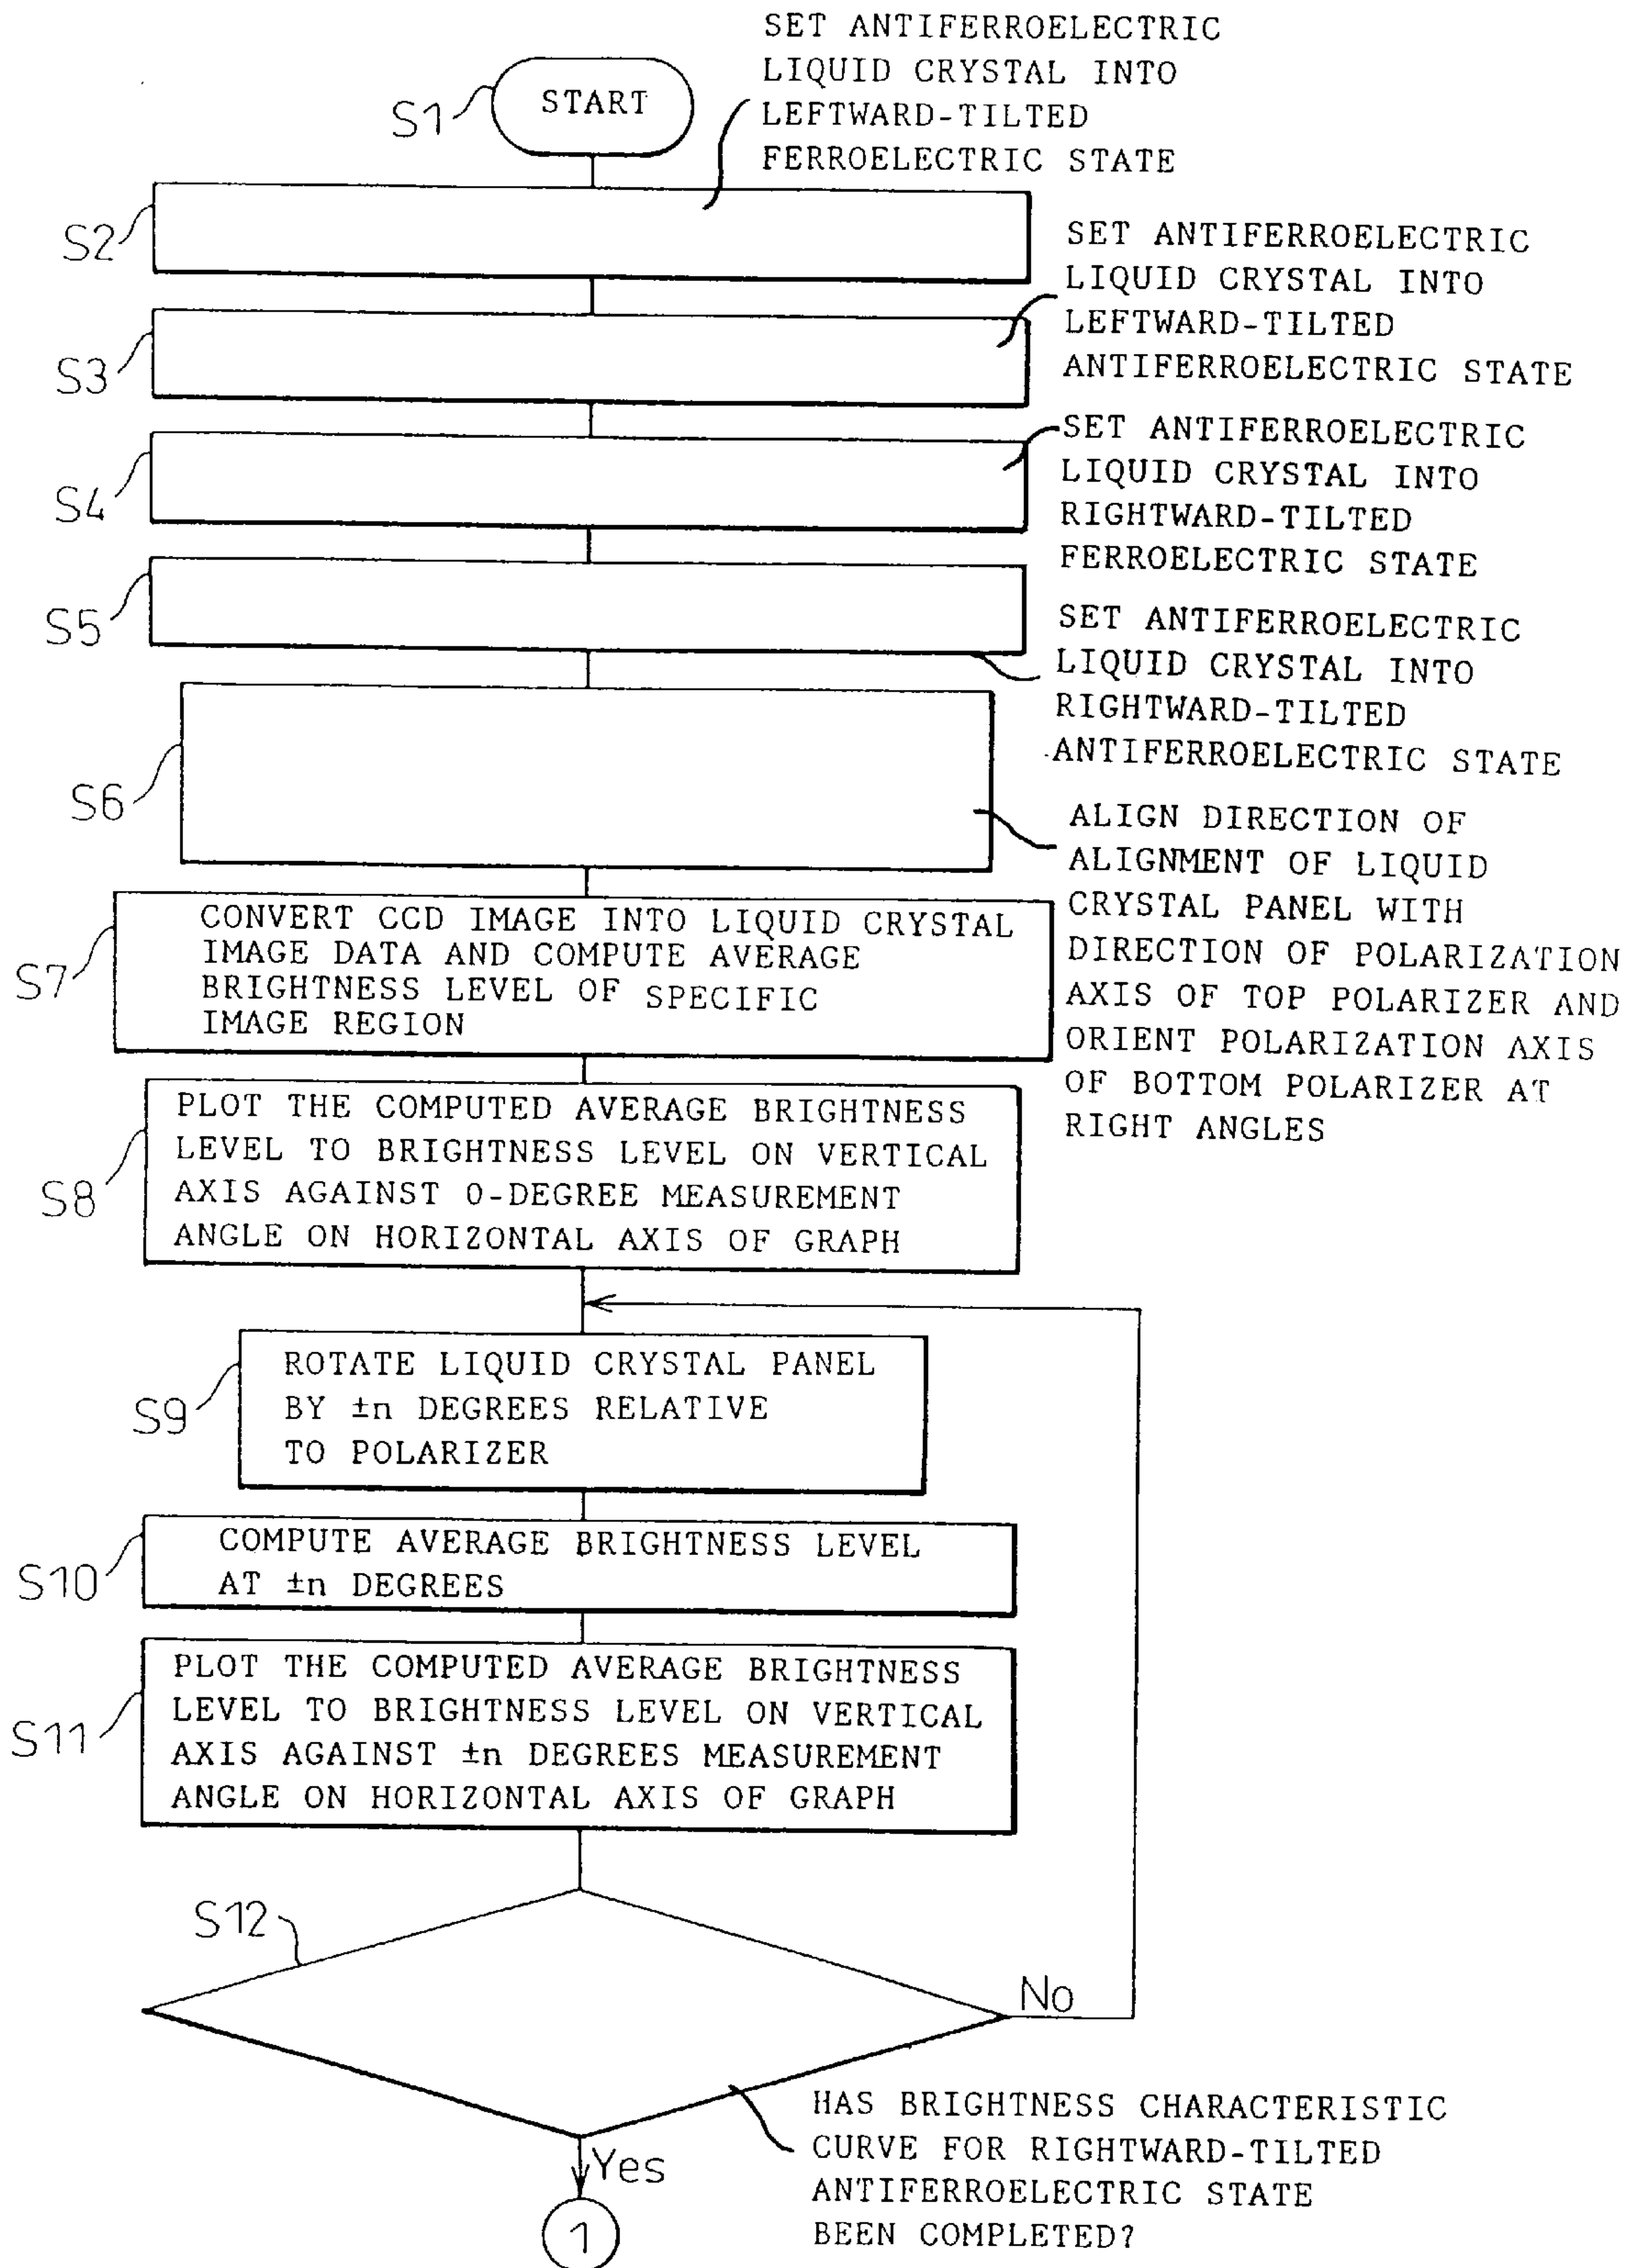 SET ANTIFERROELECTRIC
LIQUID CRYSTAL INTO
LEFTWARD-TILTED
FERROELECTRIC STATE
S1
START
S2
SET ANTIFERROELECTRIC
LIQUID CRYSTAL INTO
LEFTWARD-TILTED
ANTIFERROELECTRIC STATE
S3
SET ANTIFERROELECTRIC
LIQUID CRYSTAL INTO
RIGHTWARD-TILTED
FERROELECTRIC STATE
S4
S5
SET ANTIFERROELECTRIC
LIQUID CRYSTAL INTO
RIGHTWARD-TILTED
ANTIFERROELECTRIC STATE
S6
ALIGN DIRECTION OF
ALIGNMENT OF LIQUID
CRYSTAL PANEL WITH
DIRECTION OF POLARIZATION
AXIS OF TOP POLARIZER AND
ORIENT POLARIZATION AXIS
OF BOTTOM POLARIZER AT
RIGHT ANGLES
S7
CONVERT CCD IMAGE INTO LIQUID CRYSTAL
IMAGE DATA AND COMPUTE AVERAGE
BRIGHTNESS LEVEL OF SPECIFIC
IMAGE REGION
S8
PLOT THE COMPUTED AVERAGE BRIGHTNESS
LEVEL TO BRIGHTNESS LEVEL ON VERTICAL
AXIS AGAINST 0-DEGREE MEASUREMENT
ANGLE ON HORIZONTAL AXIS OF GRAPH
S9
ROTATE LIQUID CRYSTAL PANEL
BY ±n DEGREES RELATIVE
TO POLARIZER
S10
COMPUTE AVERAGE BRIGHTNESS LEVEL
AT ±n DEGREES
S11
PLOT THE COMPUTED AVERAGE BRIGHTNESS
LEVEL TO BRIGHTNESS LEVEL ON VERTICAL
AXIS AGAINST ±n DEGREES MEASUREMENT
ANGLE ON HORIZONTAL AXIS OF GRAPH
S12
No
HAS BRIGHTNESS CHARACTERISTIC
CURVE FOR RIGHTWARD-TILTED
ANTIFERROELECTRIC STATE
BEEN COMPLETED?
Yes
1